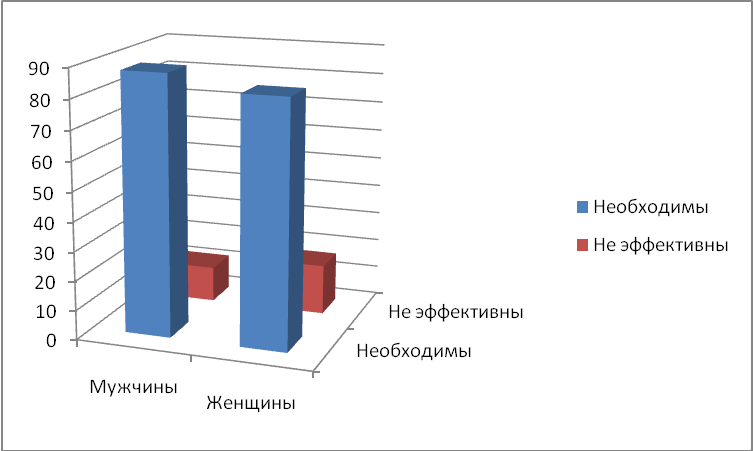 90
80
70
60
50
40
30
20
10
0
Необходимы
Не эффективны
Не эффективны
Необходимы
Мужчины
Женщины